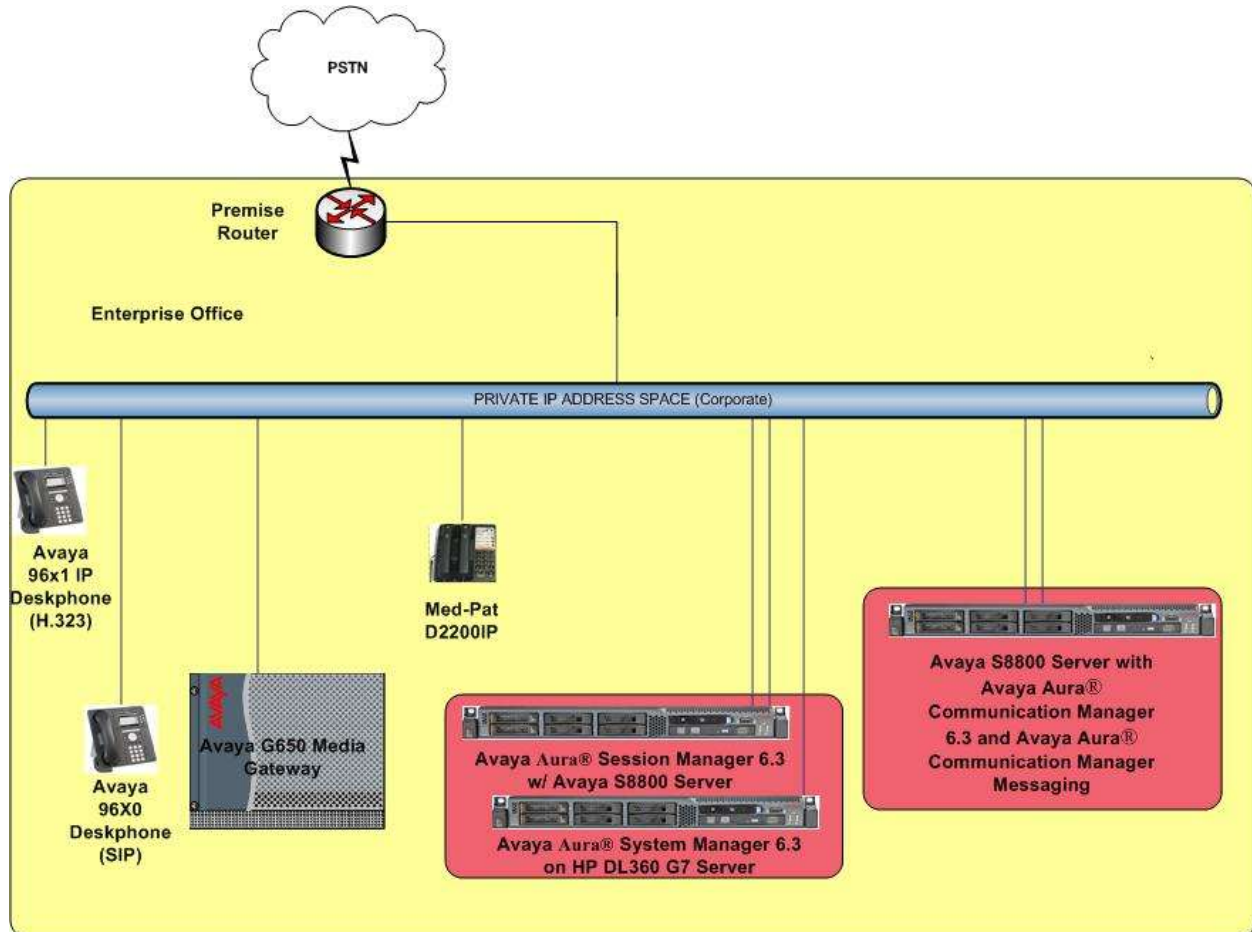 PSTN
Premise
Router
Enterprise Office
PRIVATE IP ADDRESS SPACE (Corporate)
Avaya
96x1 IP
Deskphone
(H.323)
Med-Pat
D2200IP
Avaya S8800 Server with
Avaya Aura®
Communication Manager
6.3 and Avaya Aura®
Communication Manager
Messaging
AVAYA
Avaya G650 Media
Gateway
Avaya
96X0
Deskphone
(SIP)
Avaya Aura® Session Manager 6.3
w/ Avaya S8800 Server
Avaya Aura® System Manager 6.3
on HP DL360 G7 Server